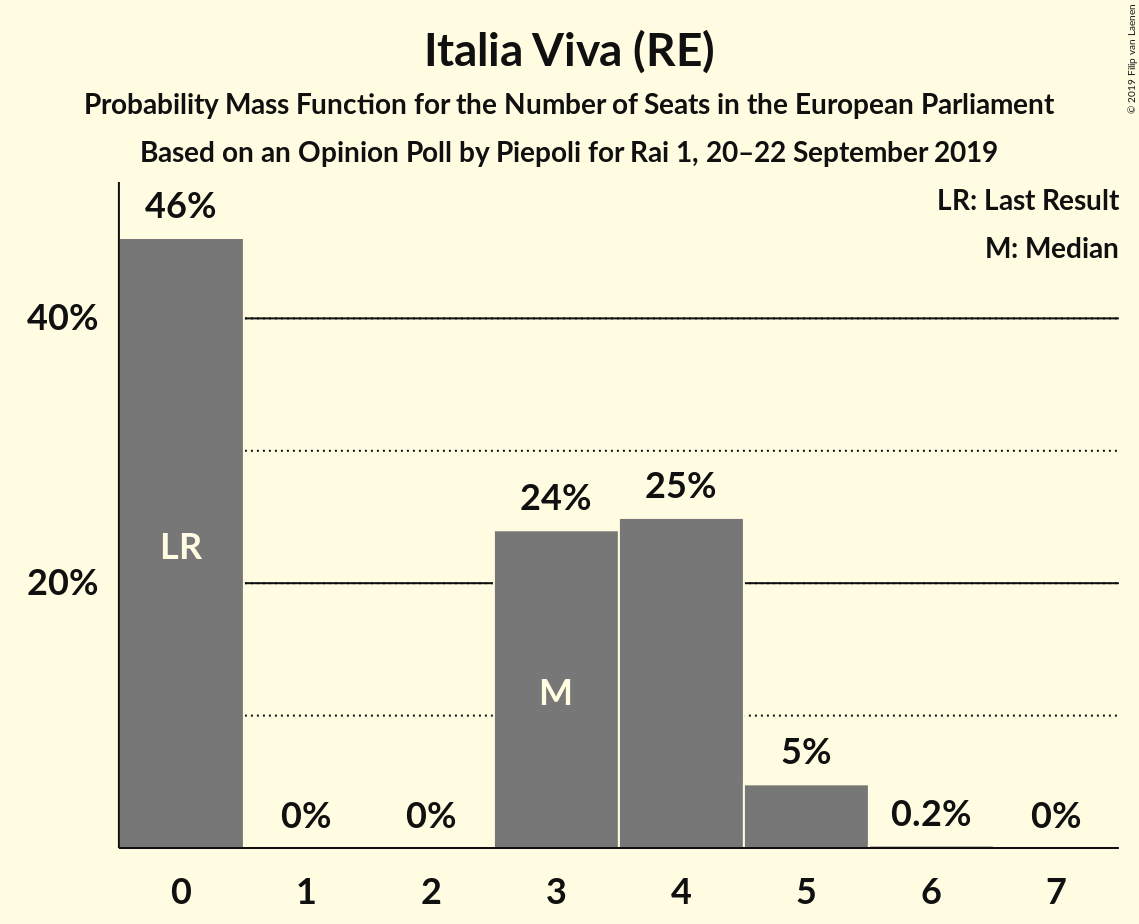 Italia Viva (RE)
Probability Mass Function for the Number of Seats in the European Parliament
Based on an Opinion Poll by Piepoli for Rai 1, 20–22 September 2019
© 2019 Filip van Laenen
LR: Last Result
M: Median
46%
40%
24%
25%
LR
20%
M
5%
0%
0%
0.2%
0%
0
1
2
3
4
5
6
7